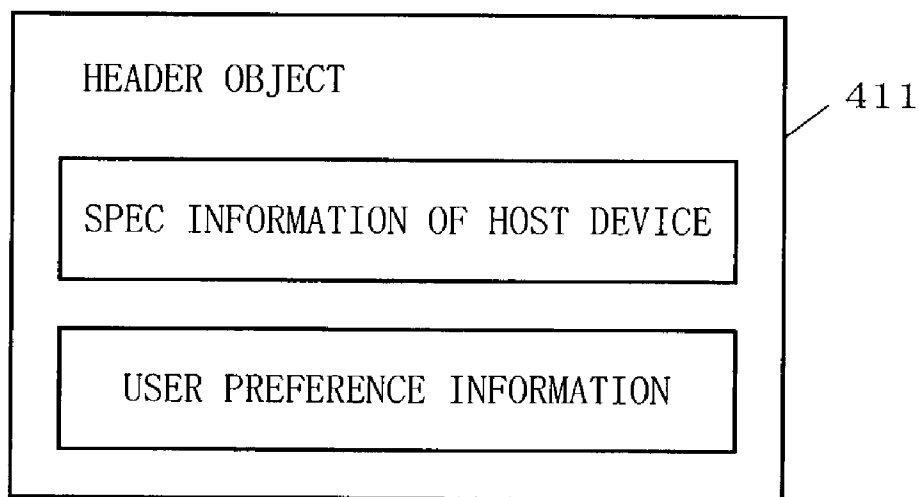 HEADER OBJECT
411
SPEC INFORMATION OF HOST DEVICE
USER PREFERENCE INFORMATION